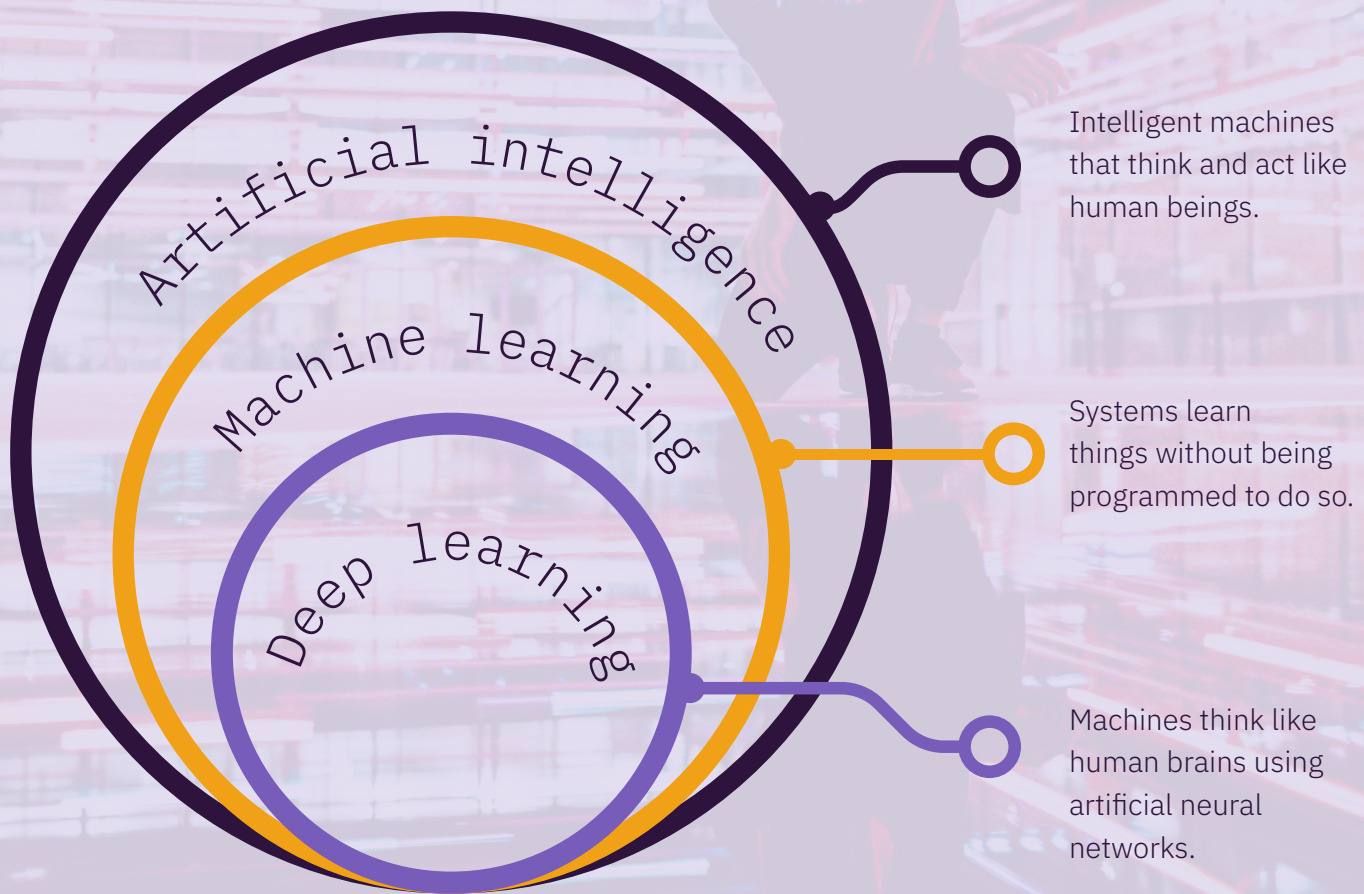 Artificial intelligence
Intelligent machines
that think and act like
human beings.
Machine learning
Systems learn
things without being
programmed to do so.
Deep learning
Machines think like
human brains using
artificial neural
networks.